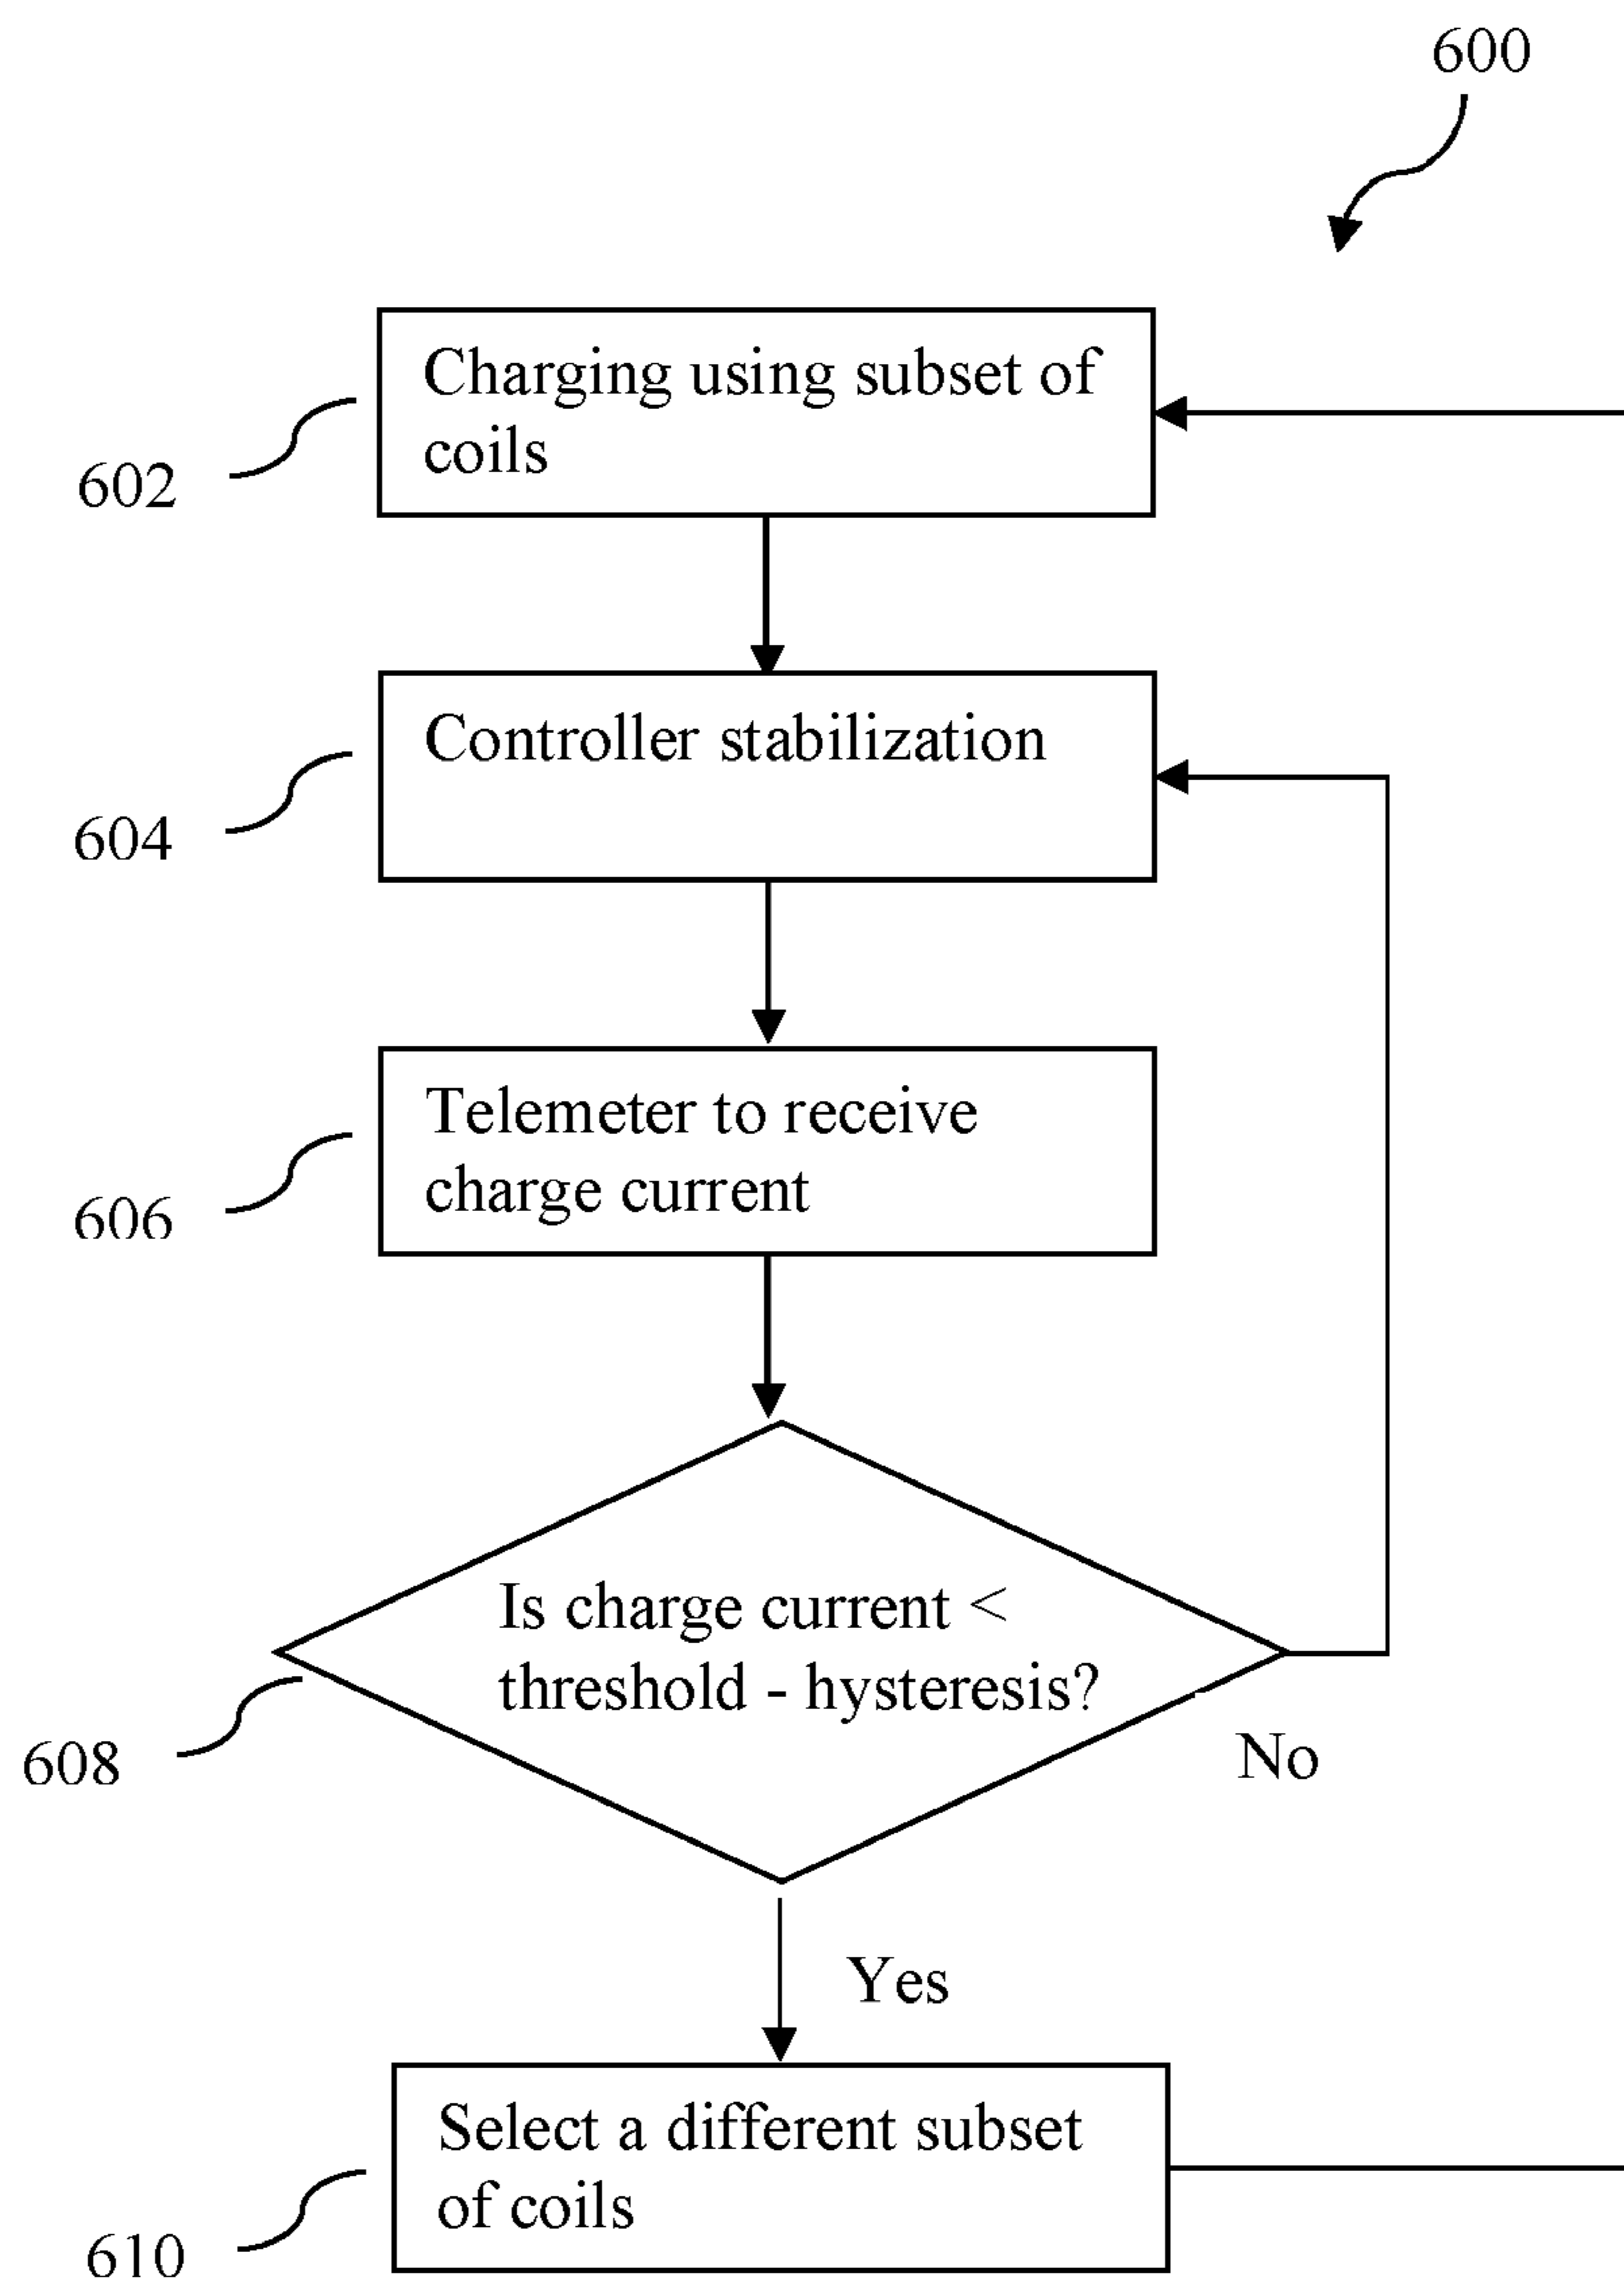 600
602
Charging using subset of
coils
604
Controller stabilization
606
Telemeter to receive
charge current
608
Is charge current <
threshold - hysteresis?
No
Yes
610
Select a different subset
of coils